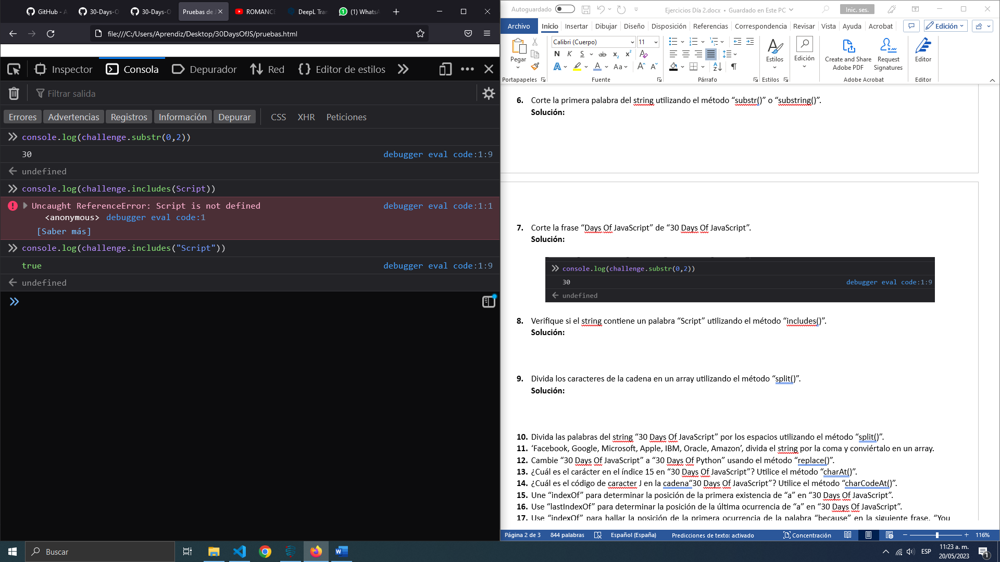 GitHub - A
30-Days-O
30-Days-O
Pruebas de J
ROMANCE
DeepL Tran
(1) WhatsA
file:///C:/Users/Aprendiz/Desktop/30DaysOfJS/pruebas.html
Inspector
Consola
Depurador
Red
Editor de estilos
Filtrar salida
Errores
Advertencias
Registros
Información
Depurar
CSS
XHR
Peticiones
console.log(challenge.substr(0,2))
30 debugger eval code:1:9
undefined
console.log(challenge.includes(Script))
Uncaught ReferenceError: Script is not defined debugger eval code:1:1
<anonymous> debugger eval code:1
[Saber más]
console.log(challenge.includes("Script"))
true debugger eval code:1:9
undefined
Autoguardado
Ejercicios Día 2.docx • Guardado en Este PC
Inic. ses.
Archivo
Inicio
Insertar
Dibujar
Diseño
Disposición
Referencias
Correspondencia
Revisar
Vista
Ayuda
Acrobat
Edición
Pegar
Calibri (Cuerpo)
11
N K S ab x₂ x²
A A Aa A A
Estilos
Edición
Create and Share Adobe PDF
Request Signatures
Editor
Portapapeles
Fuente
Párrafo
Estilos
Adobe Acrobat
Editor
6. Corte la primera palabra del string utilizando el método “substr()” o “substring()”.
Solución:
7. Corte la frase “Days Of JavaScript” de “30 Days Of JavaScript”.
Solución:
console.log(challenge.substr(0,2))
30 debugger eval code:1:9
undefined
8. Verifique si el string contiene un palabra “Script” utilizando el método “includes()”.
Solución:
9. Divida los caracteres de la cadena en un array utilizando el método “split()”.
Solución:
10. Divida las palabras del string “30 Days Of JavaScript” por los espacios utilizando el método “split()”.
11. ‘Facebook, Google, Microsoft, Apple, IBM, Oracle, Amazon’, divida el string por la coma y conviértalo en un array.
12. Cambie “30 Days Of JavaScript” a “30 Days Of Python” usando el método “replace()”.
13. ¿Cuál es el carácter en el índice 15 en “30 Days Of JavaScript”? Utilice el método “charAt()”.
14. ¿Cuál es el código de caracter J en la cadena“30 Days Of JavaScript”? Utilice el método “charCodeAt()”.
15. Une “indexOf” para determinar la posición de la primera existencia de “a” en “30 Days Of JavaScript”.
16. Use “lastIndexOf” para determinar la posición de la última ocurrencia de “a” en “30 Days Of JavaScript”.
17. Use “indexOf” para hallar la posición de la primera ocurrencia de la palabra “because” en la siguiente frase. “You
Página 2 de 3
844 palabras
Español (España)
Predicciones de texto: activado
Concentración
116%
Buscar
ESP
11:23 a. m.
20/05/2023
1